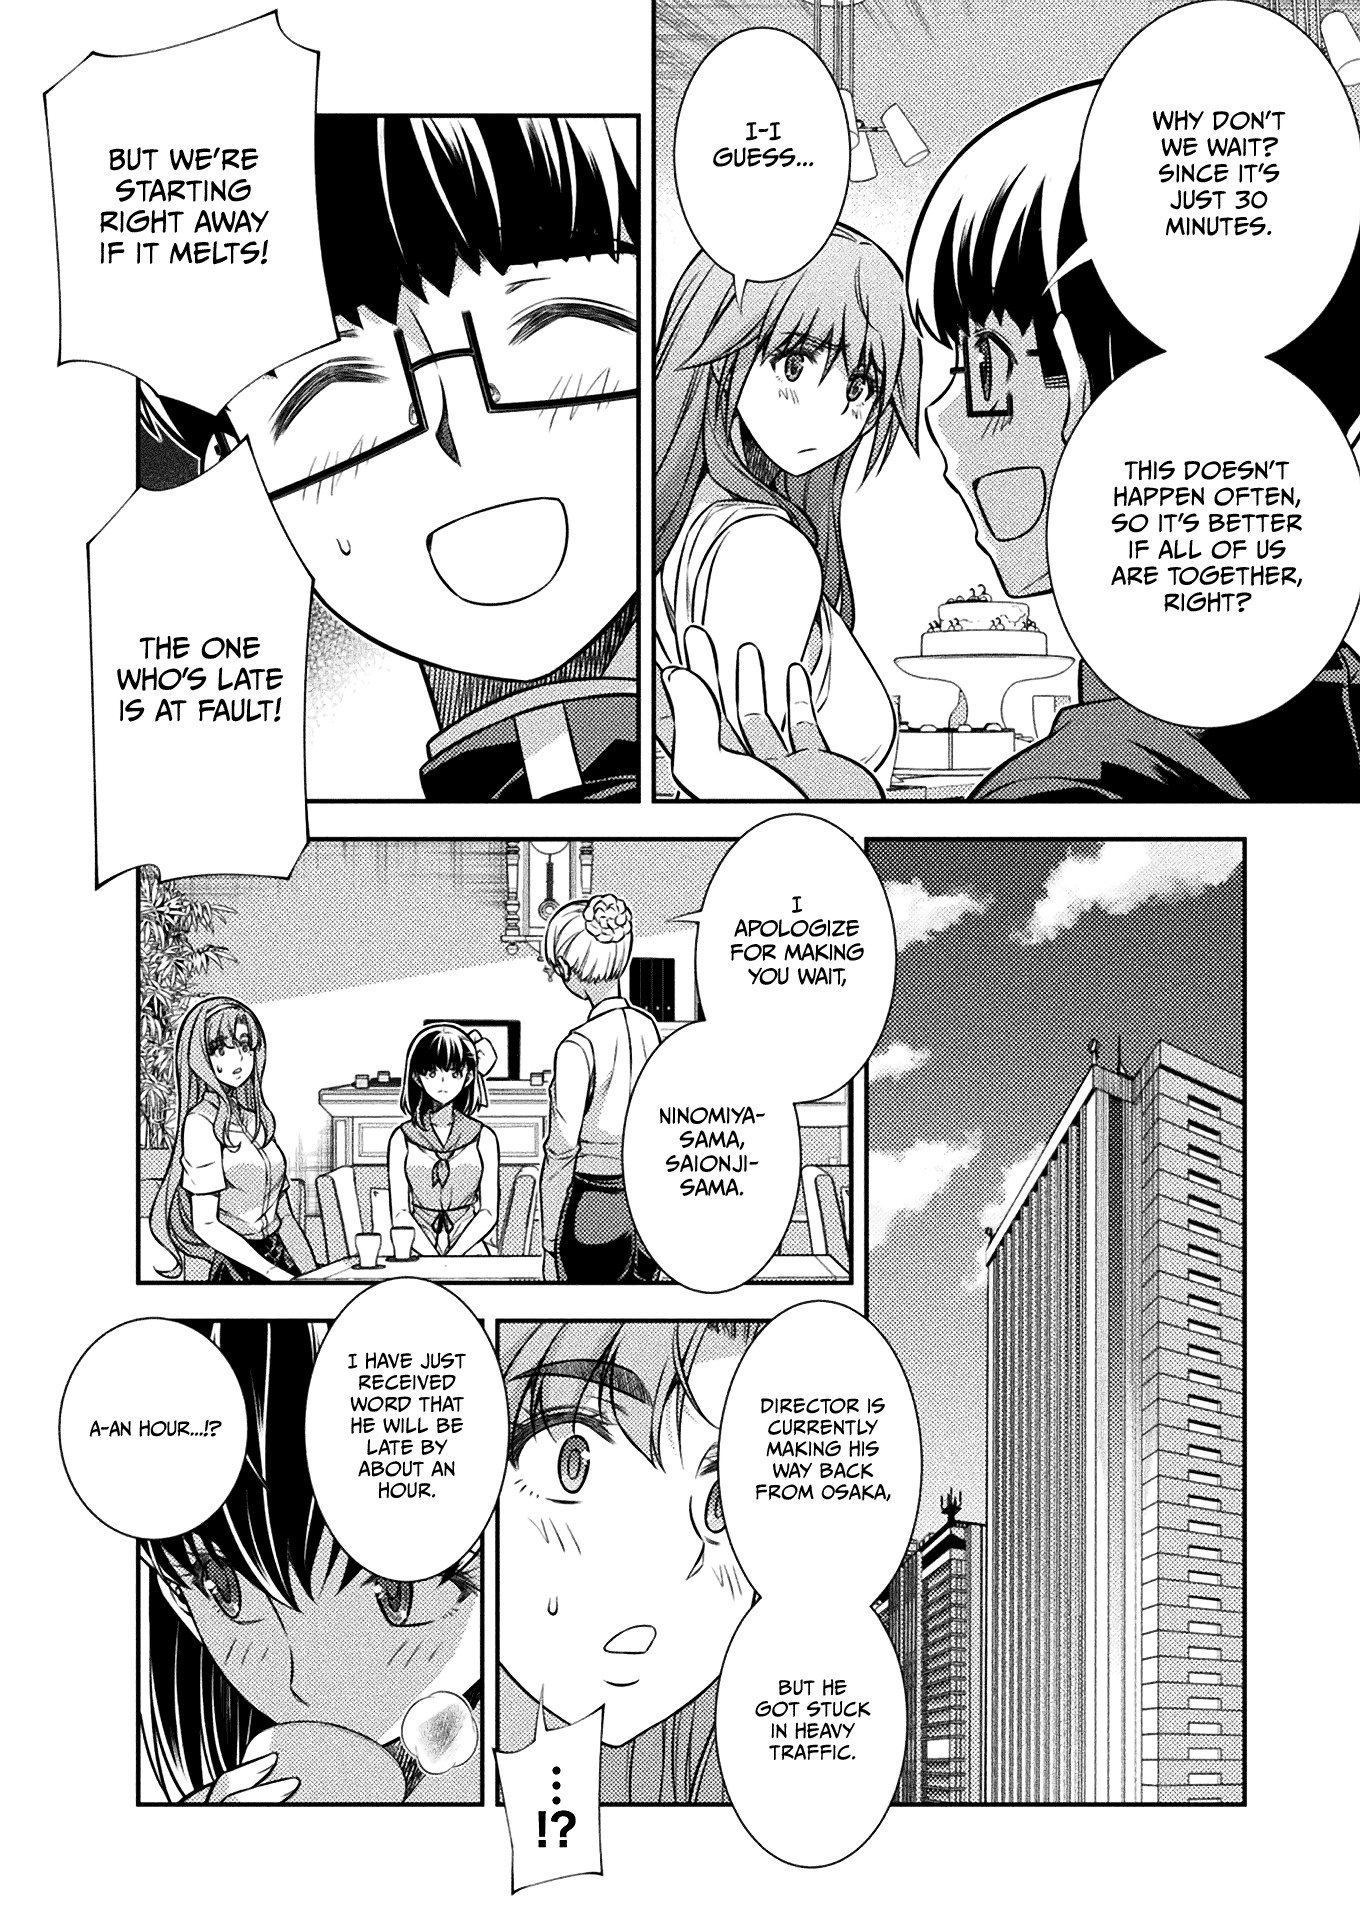 WHY DON'T
WE WAIT?
SINCE IT'S
JUST 30
MINUTES.
THIS DOESN'T
HAPPEN OFTEN,
SO IT'S BETTER
IF ALL OF US
ARE TOGETHER,
RIGHT?
I-I
GUESS...
BUT WE'RE
STARTING
RIGHT AWAY
IF IT MELTS!
THE ONE
WHO'S LATE
IS AT FAULT!
I
APOLOGIZE
FOR MAKING
YOU WAIT,
NINOMIYA-
SAMA,
SAIONJI-
SAMA.
DIRECTOR IS
CURRENTLY
MAKING HIS
WAY BACK
FROM OSAKA,
BUT HE
GOT STUCK
IN HEAVY
TRAFFIC.
...
!?
I HAVE JUST
RECEIVED
WORD THAT
HE WILL BE
LATE BY
ABOUT AN
HOUR.
A-AN HOUR...!?